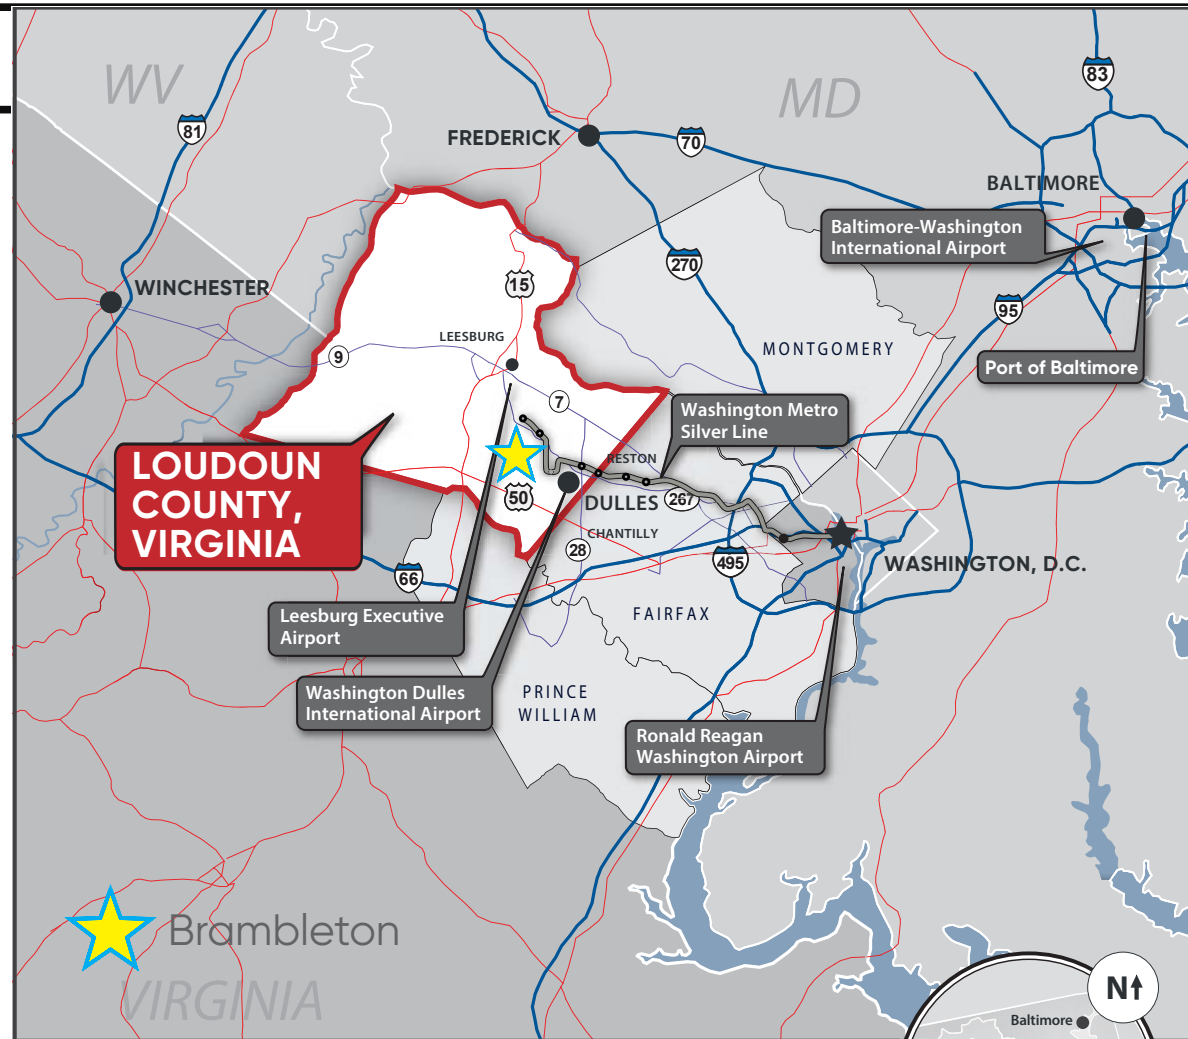 WV
MD
83
81
FREDERICK
70
BALTIMORE
Baltimore-Washington
International Airport
270
15
WINCHESTER
95
LEESBURG
9
MONTGOMERY
Port of Baltimore
7
Washington Metro
Silver Line
LOUDOUN
COUNTY,
VIRGINIA
RESTON
50
DULLES
267
CHANTILLY
28
495
WASHINGTON, D.C.
66
Leesburg Executive
Airport
FAIRFAX
Washington Dulles
International Airport
PRINCE
WILLIAM
Ronald Reagan
Washington Airport
Brambleton
VIRGINIA
N
Baltimore